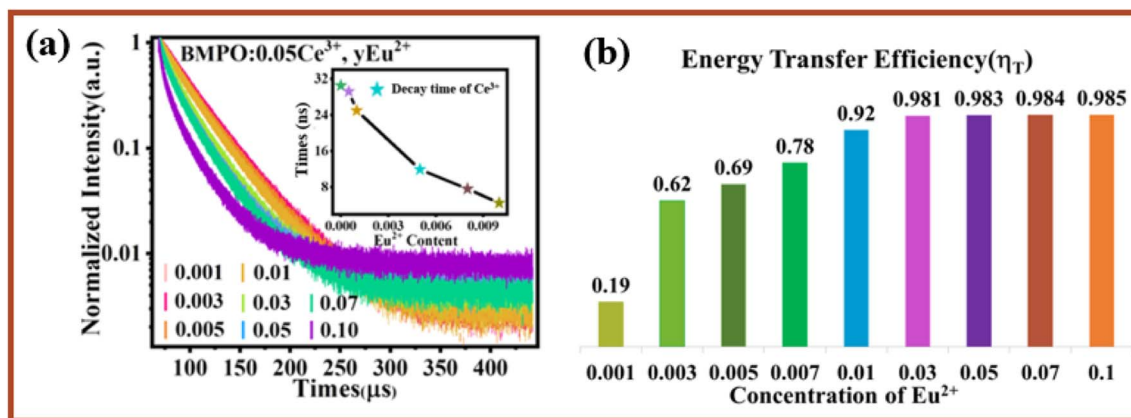 (a)
BMPO:0.05Ce³⁺, yEu²⁺
Normalized Intensity(a.u.)
1
0.1
0.01
32
24
16
8
Times (ns)
Decay time of Ce³⁺
0.000 0.003 0.006 0.009
Eu²⁺ Content
0.001 0.01
0.003 0.03 0.07
0.005 0.05 0.10
100 150 200 250 300 350 400
Times(μs)
(b)
Energy Transfer Efficiency(η_T)
0.19 0.62 0.69 0.78 0.92 0.981 0.983 0.984 0.985
0.001 0.003 0.005 0.007 0.01 0.03 0.05 0.07 0.1
Concentration of Eu²⁺